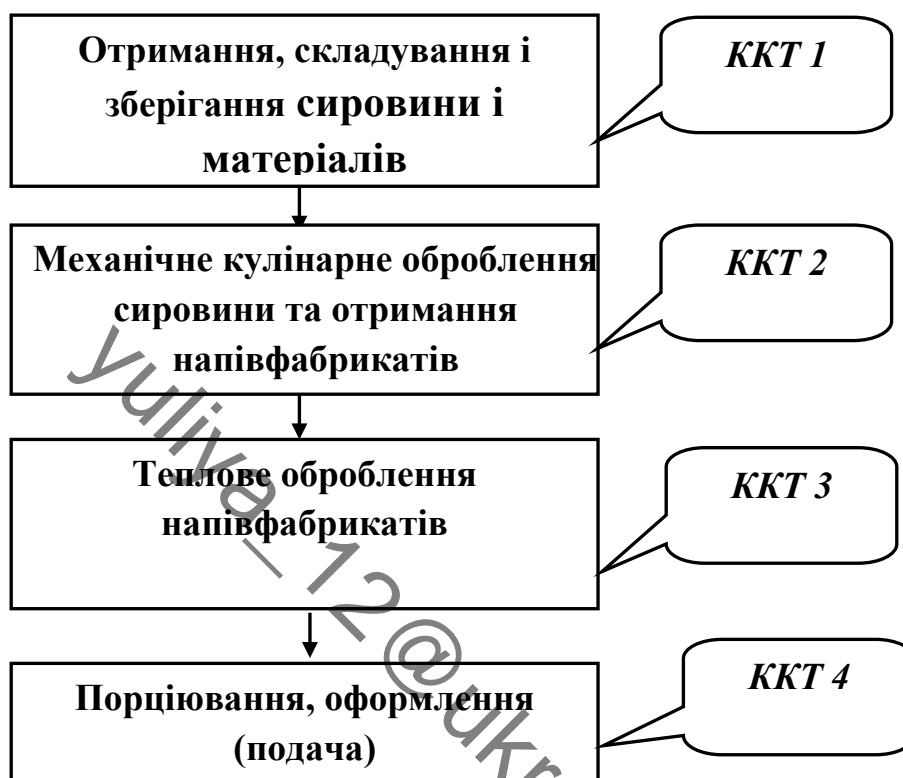 Отримання, складування і
зберігання сировини і
матеріалів
ККТ 1
Механічне кулінарне оброблення
сировини та отримання
напівфабрикатів
ККТ 2
Теплове оброблення
напівфабрикатів
ККТ 3
Порціювання, оформлення
(подача)
ККТ 4
yuliya_12@ukr